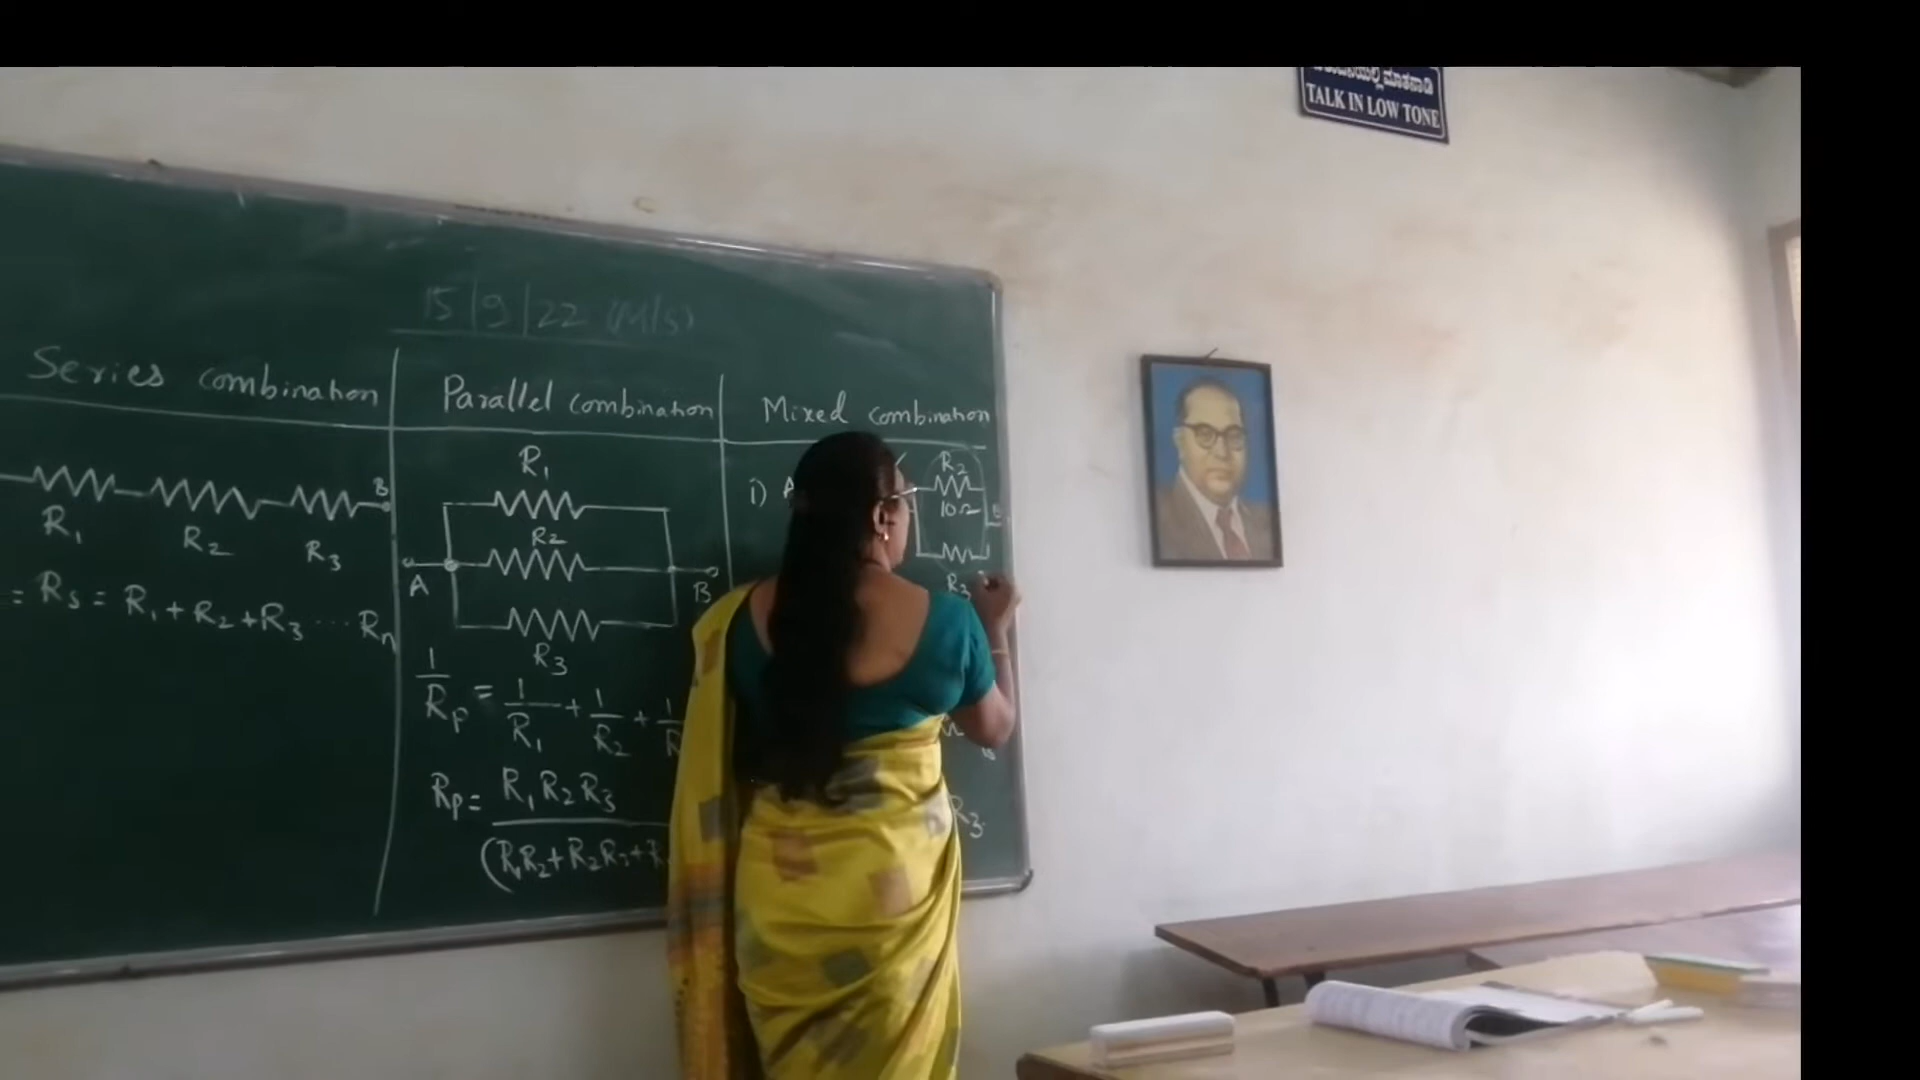 TALK IN LOW TONE
15/9/22 (M/s)
Series combination
R₁ R₂ R₃ B
= Rs = R₁ + R₂ + R₃ ... Rn
Parallel combination
R₁
R₂
A B
R₃
1/Rp = 1/R₁ + 1/R₂ + 1/
Rp = R₁R₂R₃
(R₁R₂+R₂R₃+R
Mixed combination
i) A
R₂
10Ω
R₃
R₃